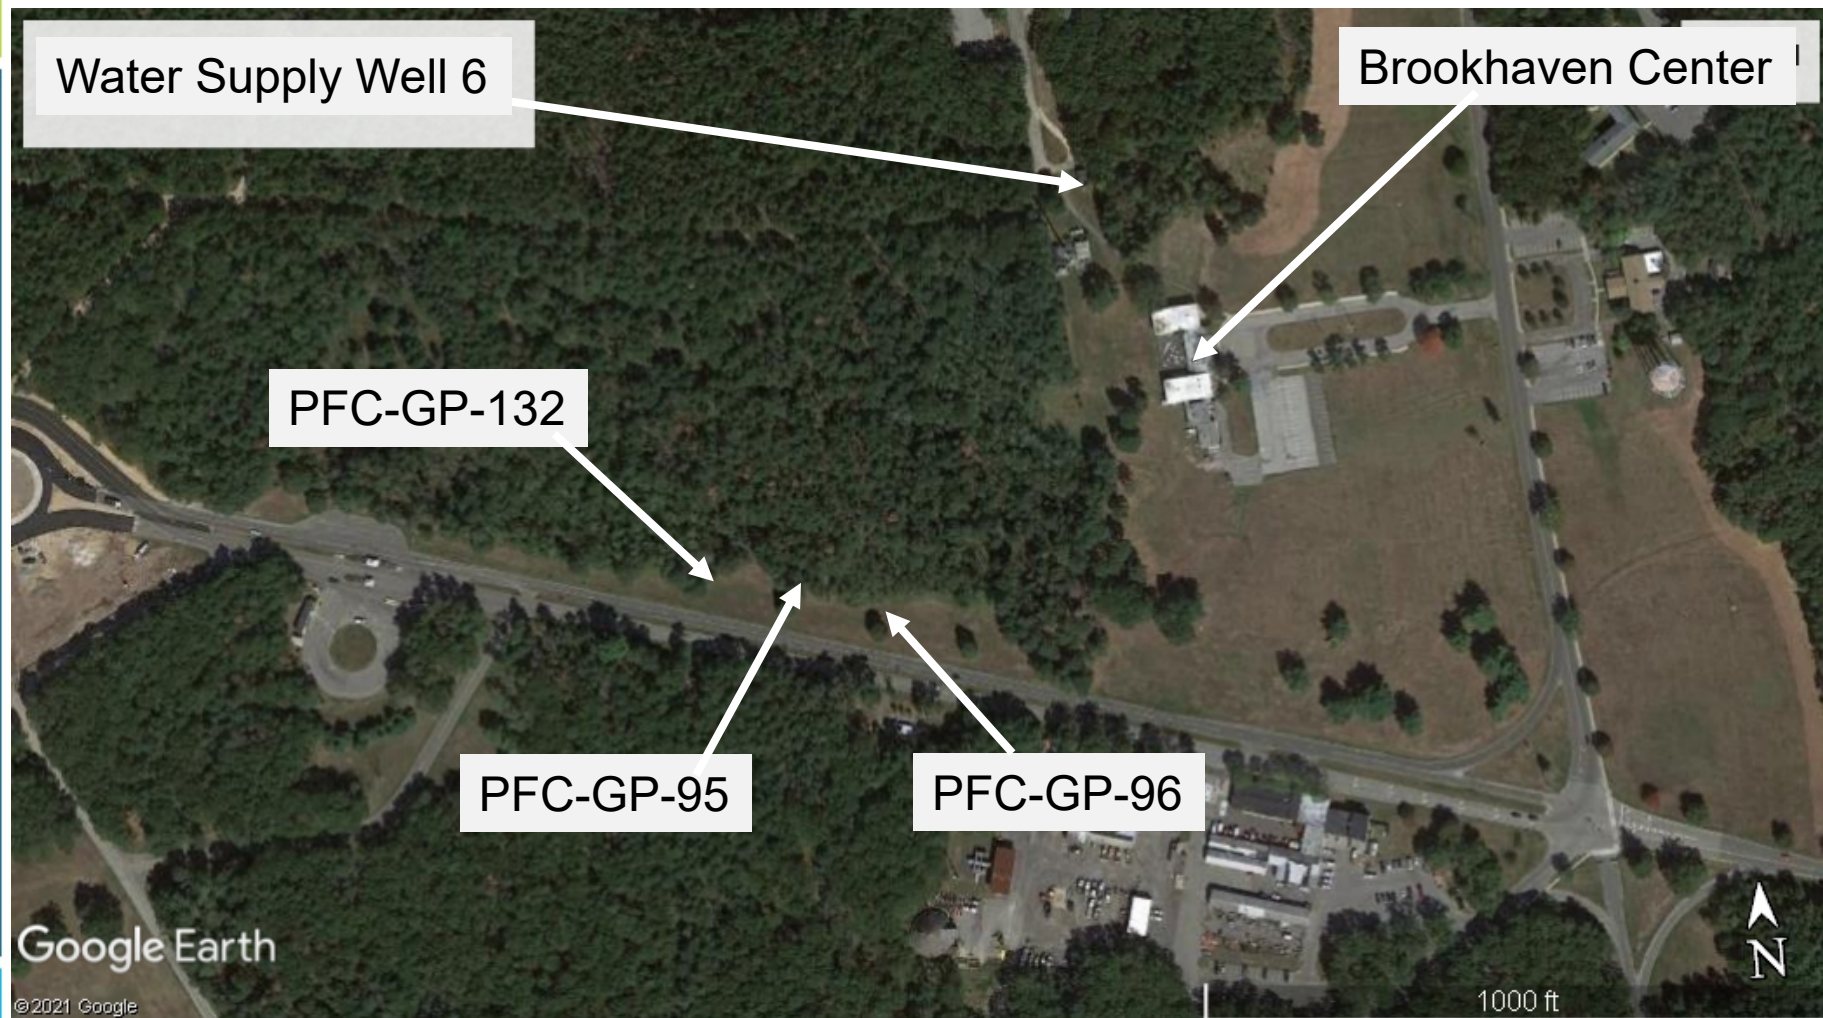 Water Supply Well 6
Brookhaven Center
PFC-GP-132
PFC-GP-95
PFC-GP-96
N
Google Earth
©2021 Google
1000 ft